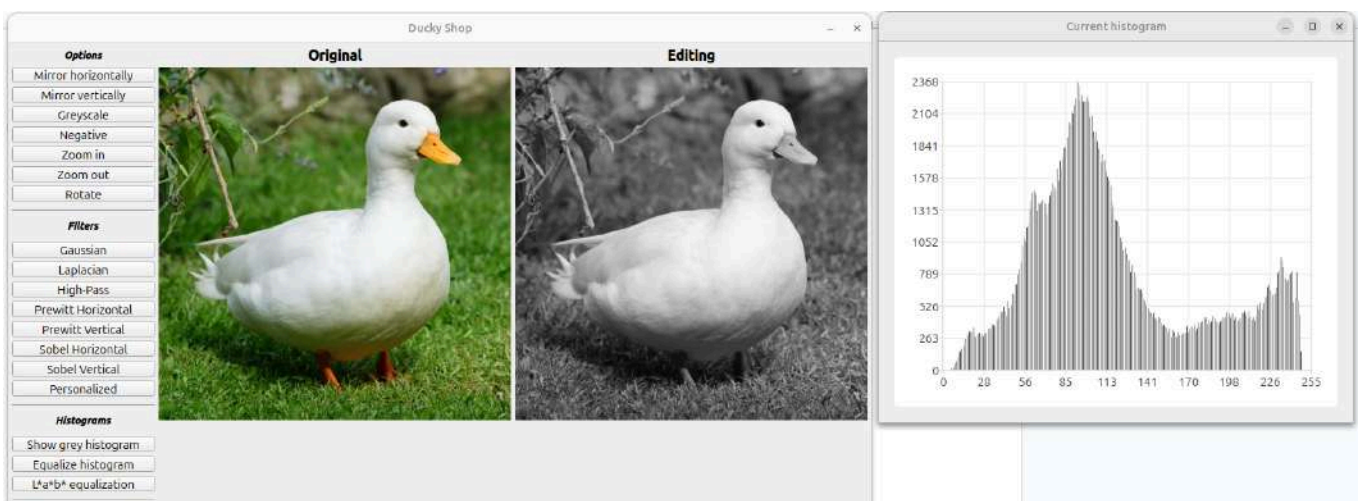 Ducky Shop
Options
Mirror horizontally
Mirror vertically
Greyscale
Negative
Zoom in
Zoom out
Rotate
Filters
Gaussian
Laplacian
High-Pass
Prewitt Horizontal
Prewitt Vertical
Sobel Horizontal
Sobel Vertical
Personalized
Histograms
Show grey histogram
Equalize histogram
L*a*b* equalization
Original
Editing
Current histogram
2368
2104
1841
1578
1315
1052
789
526
263
0
0 28 56 85 113 141 170 198 226 255